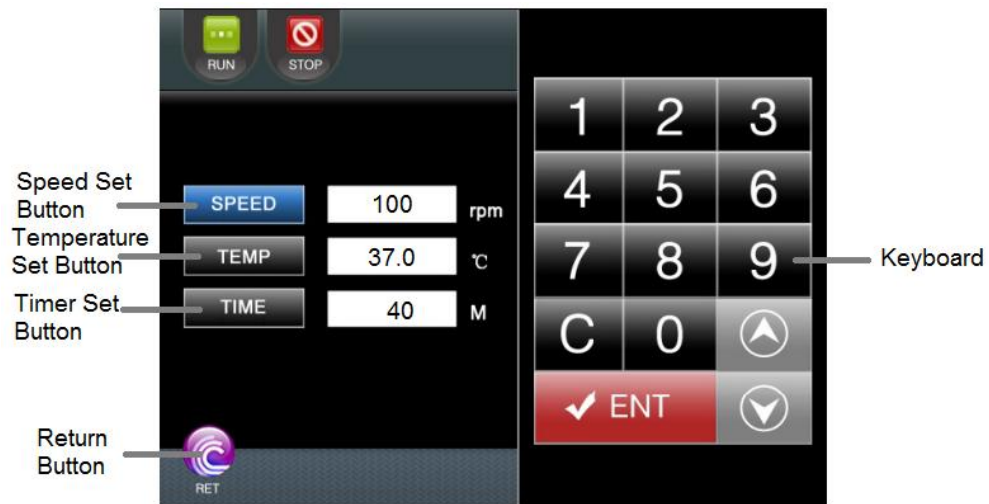 RUN
STOP
1 2 3
Speed Set
Button
SPEED
100
rpm
4 5 6
Temperature
Set Button
TEMP
37.0
℃
7 8 9
Keyboard
Timer Set
Button
TIME
40
M
C 0
ENT
Return
Button
RET